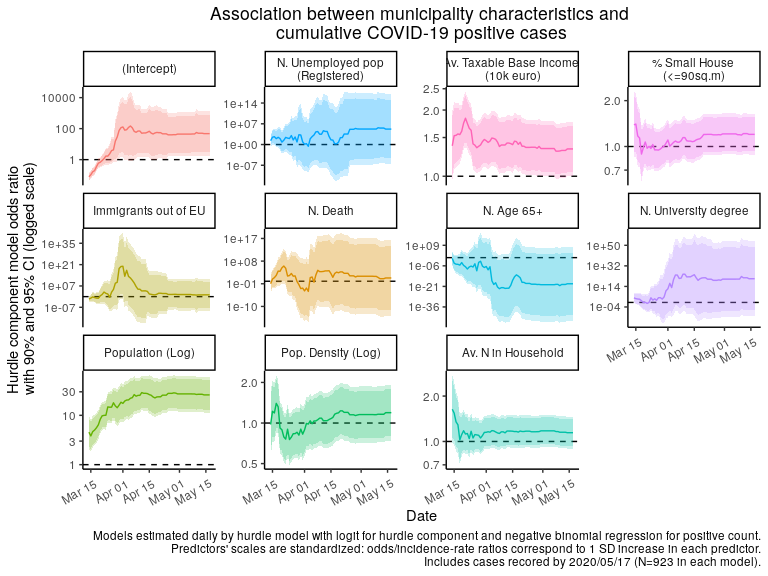 Association between municipality characteristics and
cumulative COVID-19 positive cases
Hurdle component model odds ratio
with 90% and 95% CI (logged scale)
(Intercept)
10000
100
1
N. Unemployed pop
(Registered)
1e+14
1e+07
1e+00
1e-07
Av. Taxable Base Income
(10k euro)
2.5
2.0
1.5
1.0
% Small House
(<=90sq.m)
2.0
1.0
0.7
Immigrants out of EU
1e+35
1e+21
1e+07
1e-07
N. Death
1e+17
1e+08
1e-01
1e-10
N. Age 65+
1e+09
1e-06
1e-21
1e-36
N. University degree
1e+50
1e+32
1e+14
1e-04
Mar 15
Apr 01
Apr 15
May 01
May 15
Population (Log)
30
10
3
1
Mar 15
Apr 01
Apr 15
May 01
May 15
Pop. Density (Log)
2.0
1.0
0.5
Mar 15
Apr 01
Apr 15
May 01
May 15
Av. N in Household
2.0
1.0
0.7
Mar 15
Apr 01
Apr 15
May 01
May 15
Date
Models estimated daily by hurdle model with logit for hurdle component and negative binomial regression for positive count.
Predictors' scales are standardized: odds/incidence-rate ratios correspond to 1 SD increase in each predictor.
Includes cases recored by 2020/05/17 (N=923 in each model).